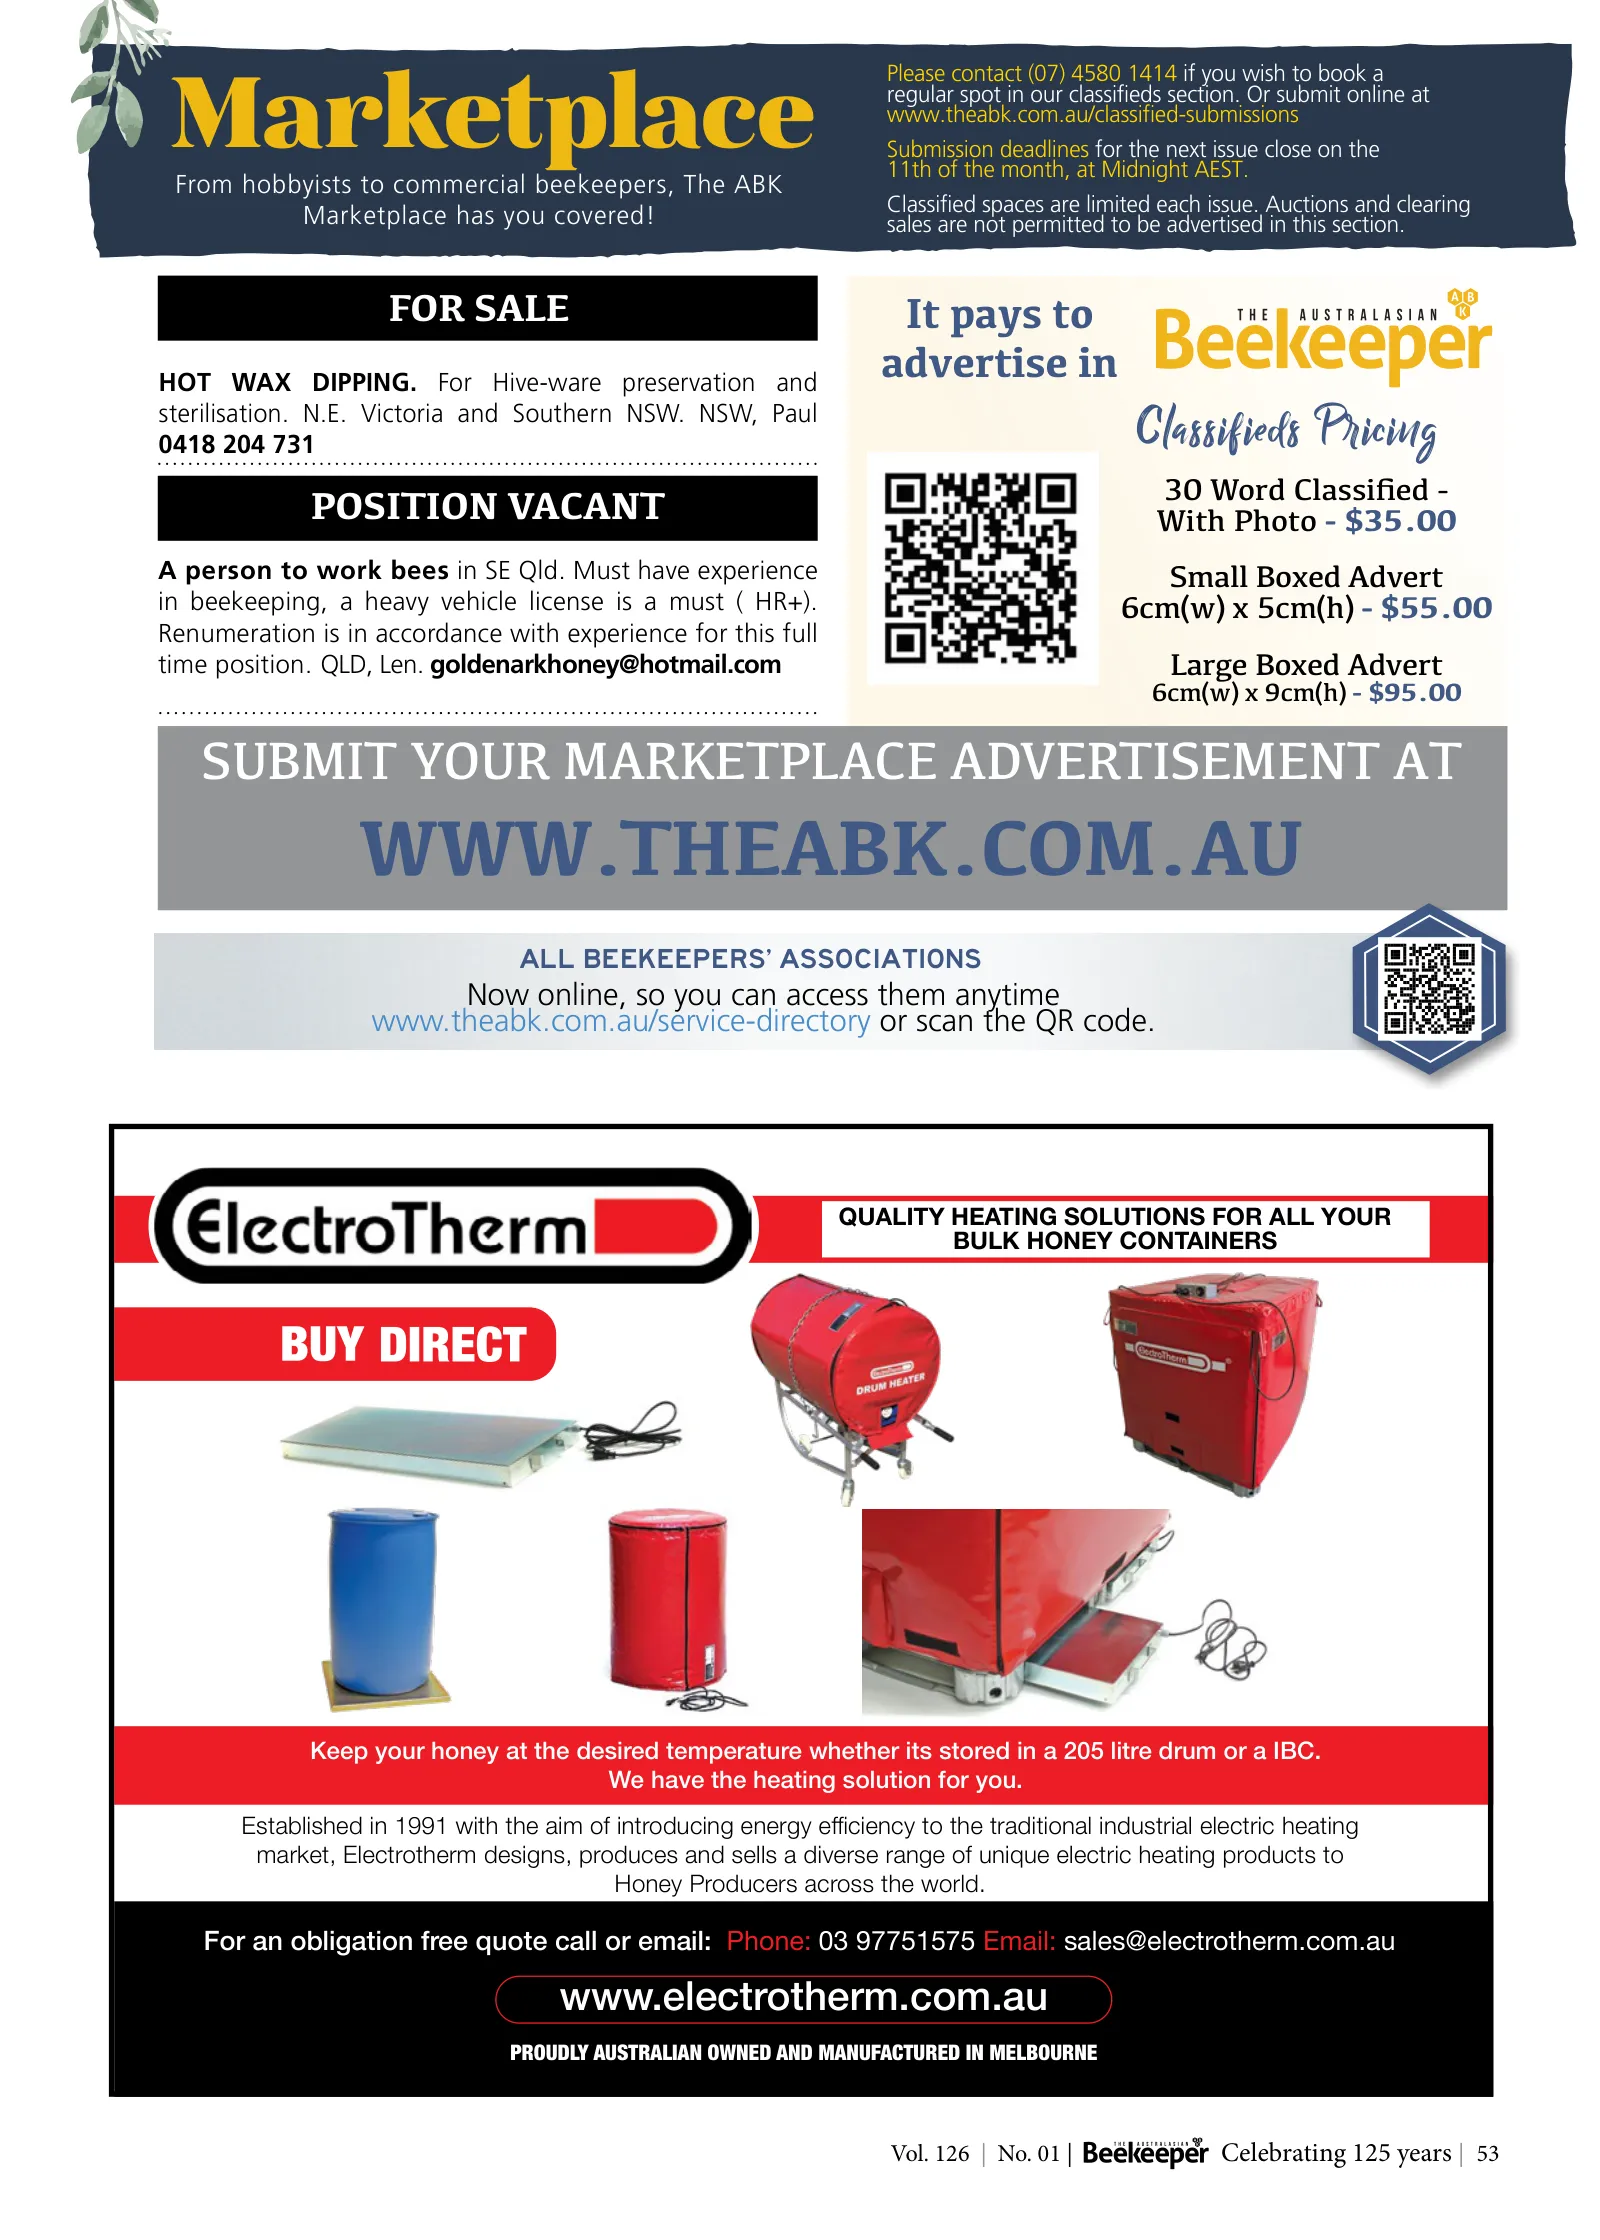 Marketplace
From hobbyists to commercial beekeepers, The ABK
Marketplace has you covered!
Please contact (07) 4580 1414 if you wish to book a
regular spot in our classifieds section. Or submit online at
www.theabk.com.au/classified-submissions
Submission deadlines for the next issue close on the
11th of the month, at Midnight AEST.
Classified spaces are limited each issue. Auctions and clearing
sales are not permitted to be advertised in this section.
FOR SALE
HOT WAX DIPPING. For Hive-ware preservation and
sterilisation. N.E. Victoria and Southern NSW. NSW, Paul
0418 204 731
POSITION VACANT
A person to work bees in SE Qld. Must have experience
in beekeeping, a heavy vehicle license is a must ( HR+).
Renumeration is in accordance with experience for this full
time position. QLD, Len. goldenarkhoney@hotmail.com
It pays to
advertise in
THE AUSTRALASIAN
A B
K
Beekeeper
Classifieds Pricing
30 Word Classified -
With Photo - $35.00
Small Boxed Advert
6cm(w) x 5cm(h) - $55.00
Large Boxed Advert
6cm(w) x 9cm(h) - $95.00
SUBMIT YOUR MARKETPLACE ADVERTISEMENT AT
WWW.THEABK.COM.AU
ALL BEEKEEPERS' ASSOCIATIONS
Now online, so you can access them anytime
www.theabk.com.au/service-directory or scan the QR code.
ElectroTherm
QUALITY HEATING SOLUTIONS FOR ALL YOUR
BULK HONEY CONTAINERS
BUY DIRECT
ElectroTherm
DRUM HEATER
ElectroTherm
Keep your honey at the desired temperature whether its stored in a 205 litre drum or a IBC.
We have the heating solution for you.
Established in 1991 with the aim of introducing energy efficiency to the traditional industrial electric heating
market, Electrotherm designs, produces and sells a diverse range of unique electric heating products to
Honey Producers across the world.
For an obligation free quote call or email: Phone: 03 97751575 Email: sales@electrotherm.com.au
www.electrotherm.com.au
PROUDLY AUSTRALIAN OWNED AND MANUFACTURED IN MELBOURNE
Vol. 126 | No. 01 | THE AUSTRALASIAN Beekeeper Celebrating 125 years | 53